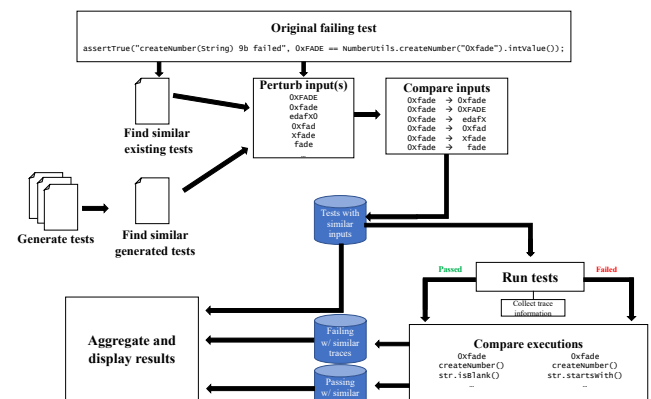 Original failing test
assertTrue("createNumber(String) 9b failed", 0xFADE == NumberUtils.createNumber("0Xfade").intValue());
Perturb input(s)
0XFADE
0xfade
edafX0
0Xfad
Xfade
fade
…
Compare inputs
0Xfade → 0xfade
0Xfade → 0XFADE
0Xfade → edafX
0Xfade → 0Xfad
0Xfade → Xfade
0Xfade → fade
Find similar
existing tests
Generate tests
Find similar
generated tests
Tests with
similar
inputs
Passed
Run tests
Failed
Collect trace
information
Aggregate and
display results
Failing
w/ similar
traces
Passing
w/ similar
Compare executions
0Xfade 0Xfade
createNumber() createNumber()
str.isBlank() str.startsWith()
… …